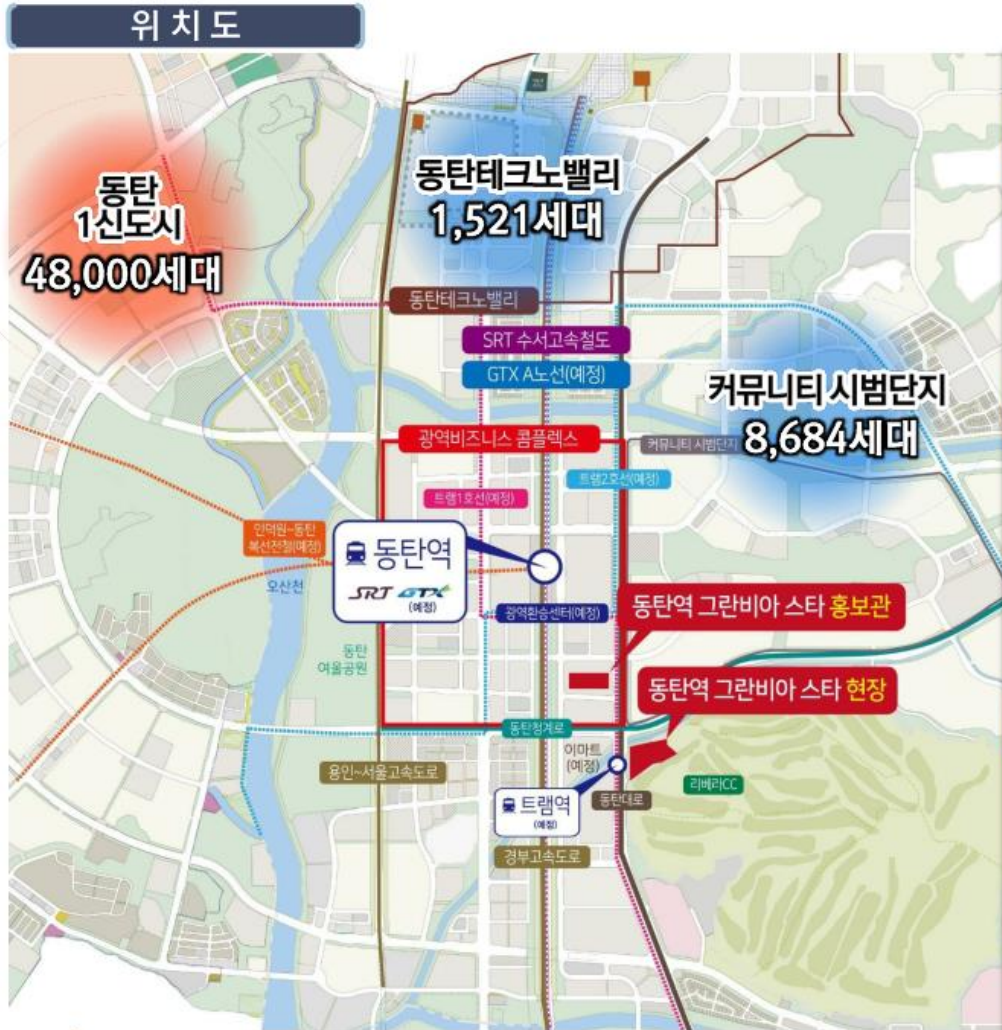 위치도
동탄
1신도시
48,000세대
동탄테크노밸리
1,521세대
동탄테크노밸리
SRT 수서고속철도
GTX A노선(예정)
커뮤니티 시범단지
8,684세대
광역비즈니스 콤플렉스
커뮤니티 시범단지
트램2호선(예정)
트램1호선(예정)
인덕원~동탄
복선전철(예정)
동탄역
SRT GTX
(예정)
오산천
광역환승센터(예정)
동탄역 그란비아 스타 홍보관
동탄
여울공원
동탄역 그란비아 스타 현장
동탄청계로
이마트
(예정)
용인~서울고속도로
리베라CC
트램역
(예정)
동탄대로
경부고속도로